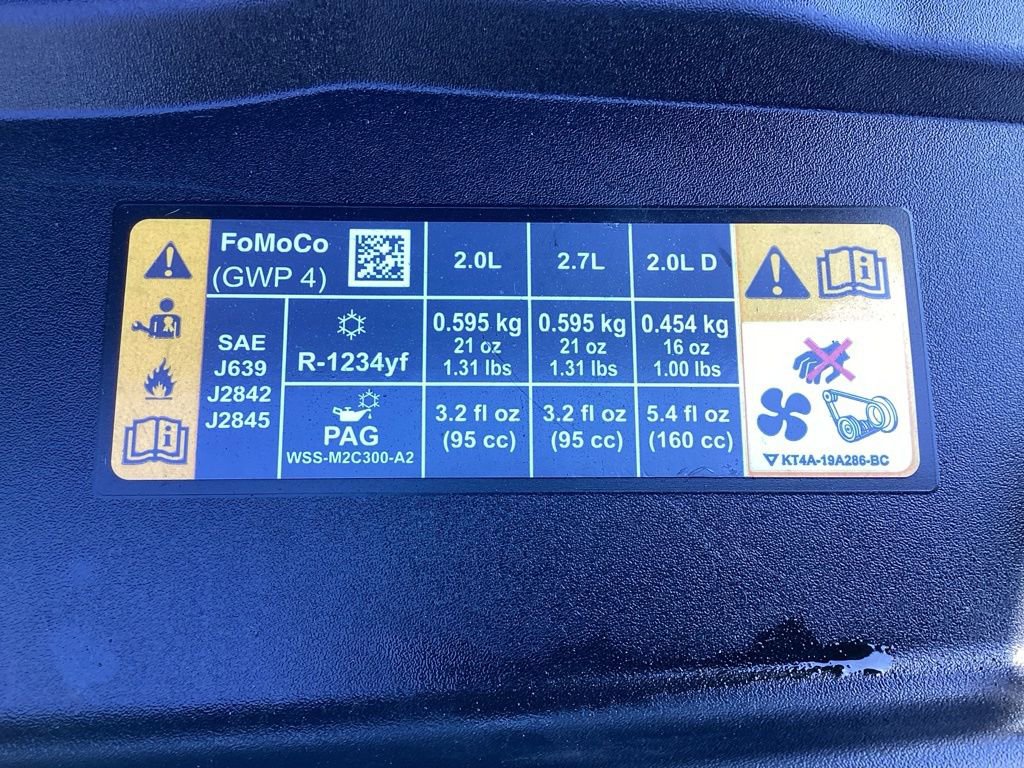 FoMoCo
(GWP 4)
2.0L
2.7L
2.0L D
SAE
J639
J2842
J2845
R-1234yf
0.595 kg
21 oz
1.31 lbs
0.595 kg
21 oz
1.31 lbs
0.454 kg
16 oz
1.00 lbs
PAG
WSS-M2C300-A2
3.2 fl oz
(95 cc)
3.2 fl oz
(95 cc)
5.4 fl oz
(160 cc)
KT4A-19A286-BC